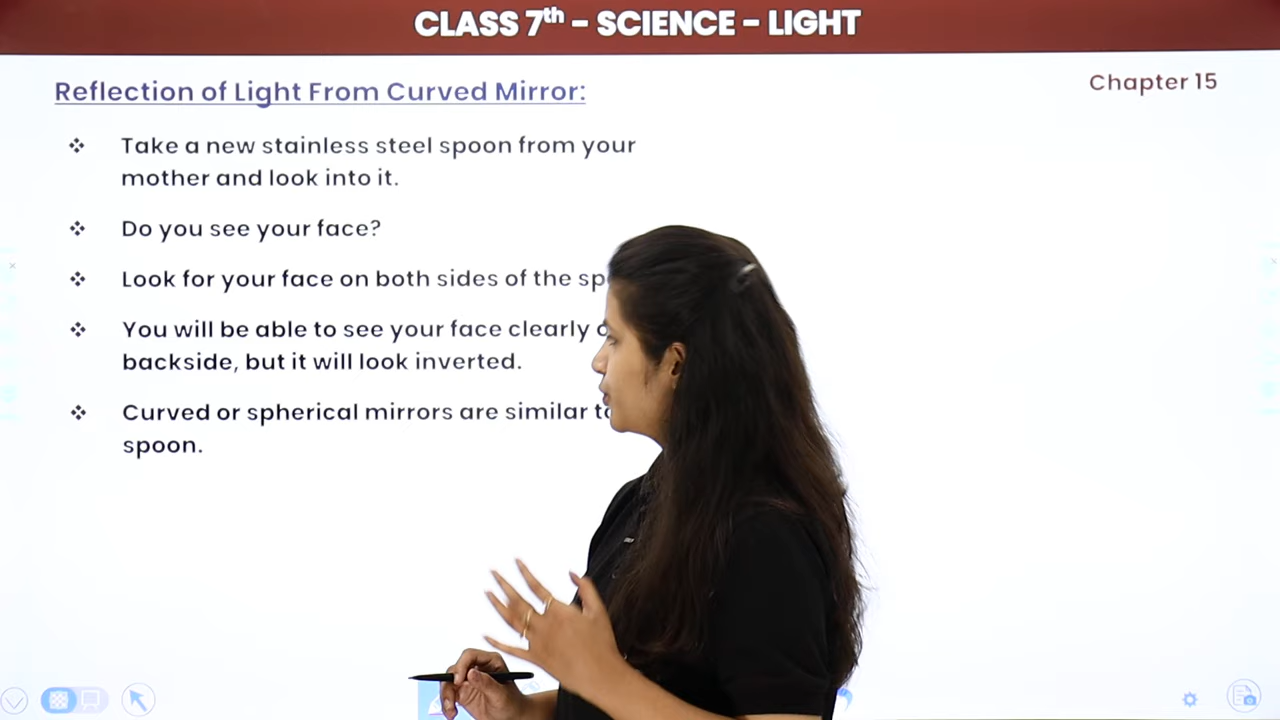 CLASS 7th - SCIENCE - LIGHT
Reflection of Light From Curved Mirror:
Chapter 15
❖ Take a new stainless steel spoon from your
mother and look into it.
❖ Do you see your face?
❖ Look for your face on both sides of the
❖ You will be able to see your face clearly
backside, but it will look inverted.
❖ Curved or spherical mirrors are similar
spoon.